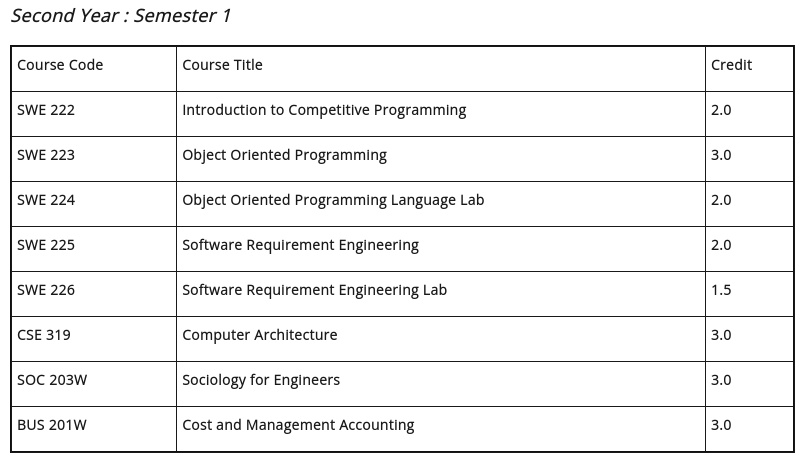 Second Year : Semester 1
Course Code Course Title Credit
SWE 222 Introduction to Competitive Programming 2.0
SWE 223 Object Oriented Programming 3.0
SWE 224 Object Oriented Programming Language Lab 2.0
SWE 225 Software Requirement Engineering 2.0
SWE 226 Software Requirement Engineering Lab 1.5
CSE 319 Computer Architecture 3.0
SOC 203W Sociology for Engineers 3.0
BUS 201W Cost and Management Accounting 3.0